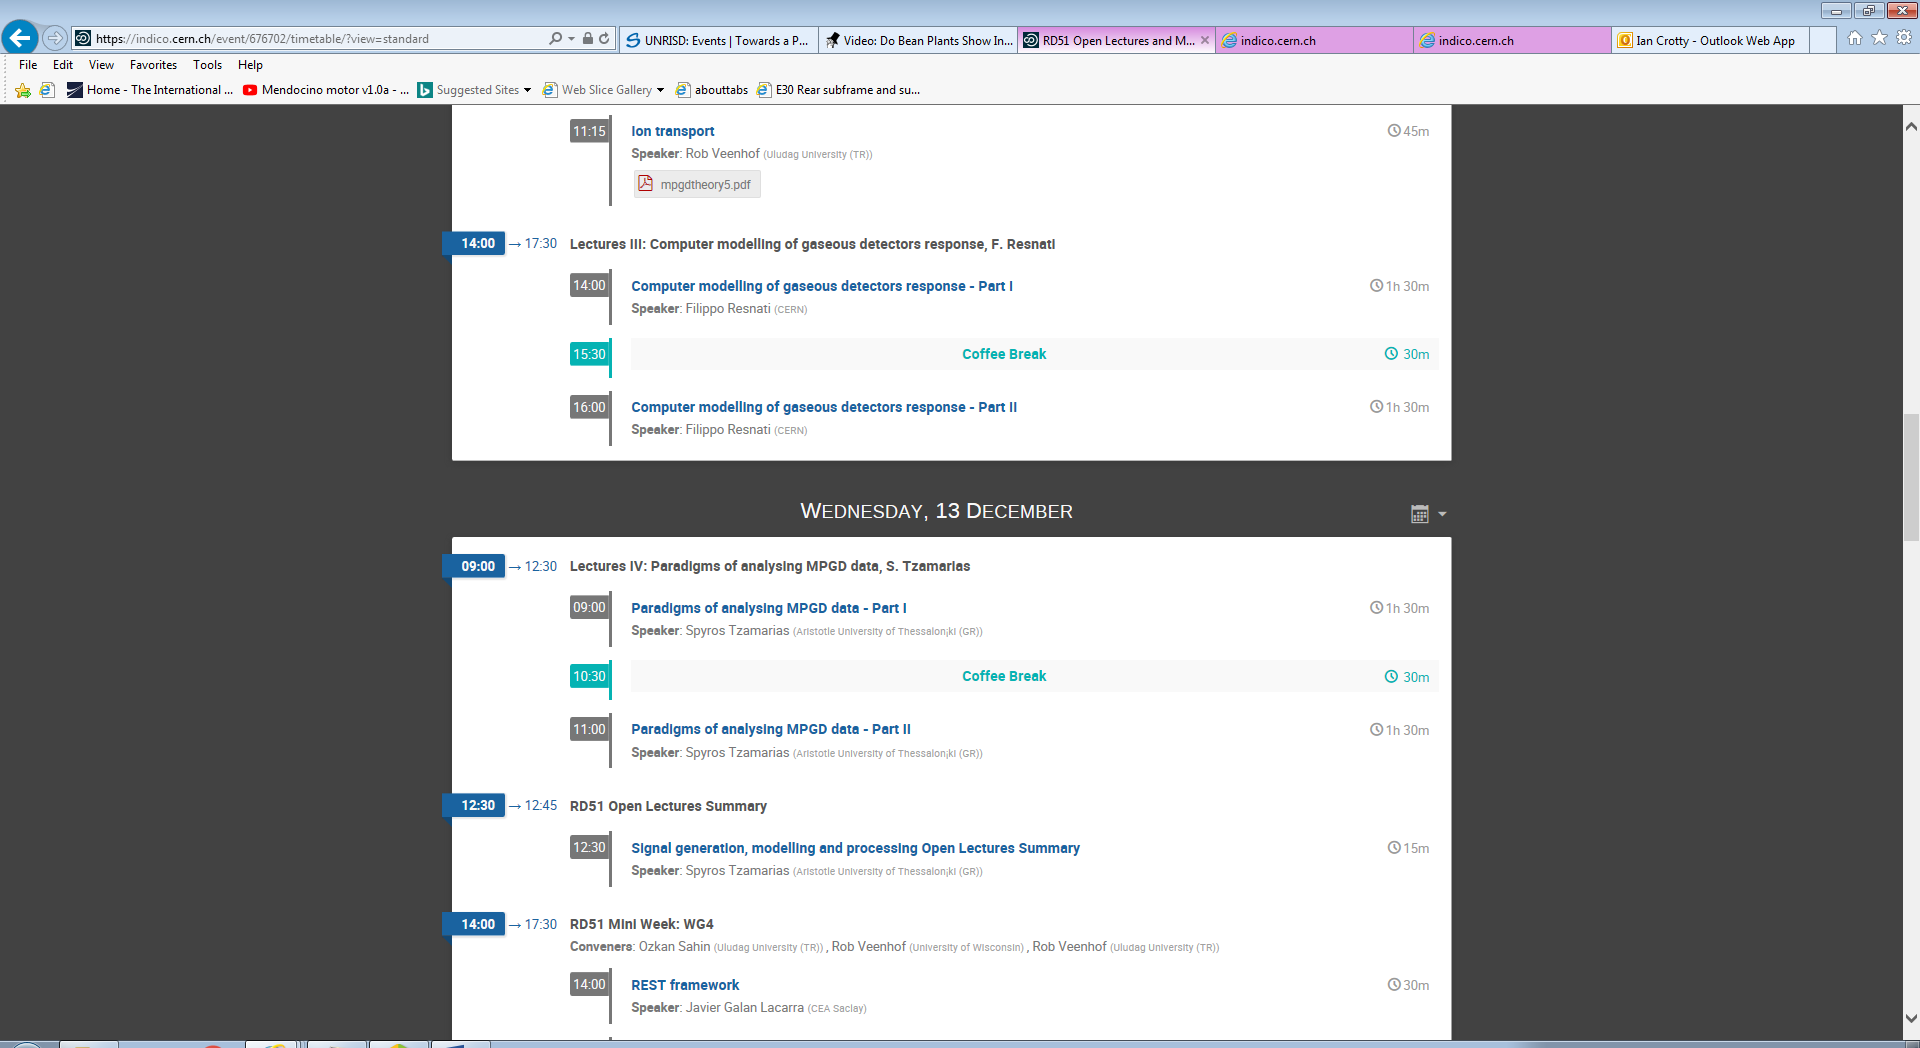 https://indico.cern.ch/event/676702/timetable/?view=standard
UNRISD: Events | Towards a P...
Video: Do Bean Plants Show In...
RD51 Open Lectures and M...
indico.cern.ch
indico.cern.ch
Ian Crotty - Outlook Web App
File Edit View Favorites Tools Help
Home - The International ...
Mendocino motor v1.0a - ...
Suggested Sites
Web Slice Gallery
abouttabs
E30 Rear subframe and su...
11:15 Ion transport 45m
Speaker: Rob Veenhof (Uludag University (TR))
mpgdtheory5.pdf
14:00 → 17:30 Lectures III: Computer modelling of gaseous detectors response, F. Resnati
14:00 Computer modelling of gaseous detectors response - Part I 1h 30m
Speaker: Filippo Resnati (CERN)
15:30 Coffee Break 30m
16:00 Computer modelling of gaseous detectors response - Part II 1h 30m
Speaker: Filippo Resnati (CERN)
WEDNESDAY, 13 DECEMBER
09:00 → 12:30 Lectures IV: Paradigms of analysing MPGD data, S. Tzamarias
09:00 Paradigms of analysing MPGD data - Part I 1h 30m
Speaker: Spyros Tzamarias (Aristotle University of Thessalon¡ki (GR))
10:30 Coffee Break 30m
11:00 Paradigms of analysing MPGD data - Part II 1h 30m
Speaker: Spyros Tzamarias (Aristotle University of Thessalon¡ki (GR))
12:30 → 12:45 RD51 Open Lectures Summary
12:30 Signal generation, modelling and processing Open Lectures Summary 15m
Speaker: Spyros Tzamarias (Aristotle University of Thessalon¡ki (GR))
14:00 → 17:30 RD51 Mini Week: WG4
Conveners: Ozkan Sahin (Uludag University (TR)) , Rob Veenhof (University of Wisconsin) , Rob Veenhof (Uludag University (TR))
14:00 REST framework 30m
Speaker: Javier Galan Lacarra (CEA Saclay)